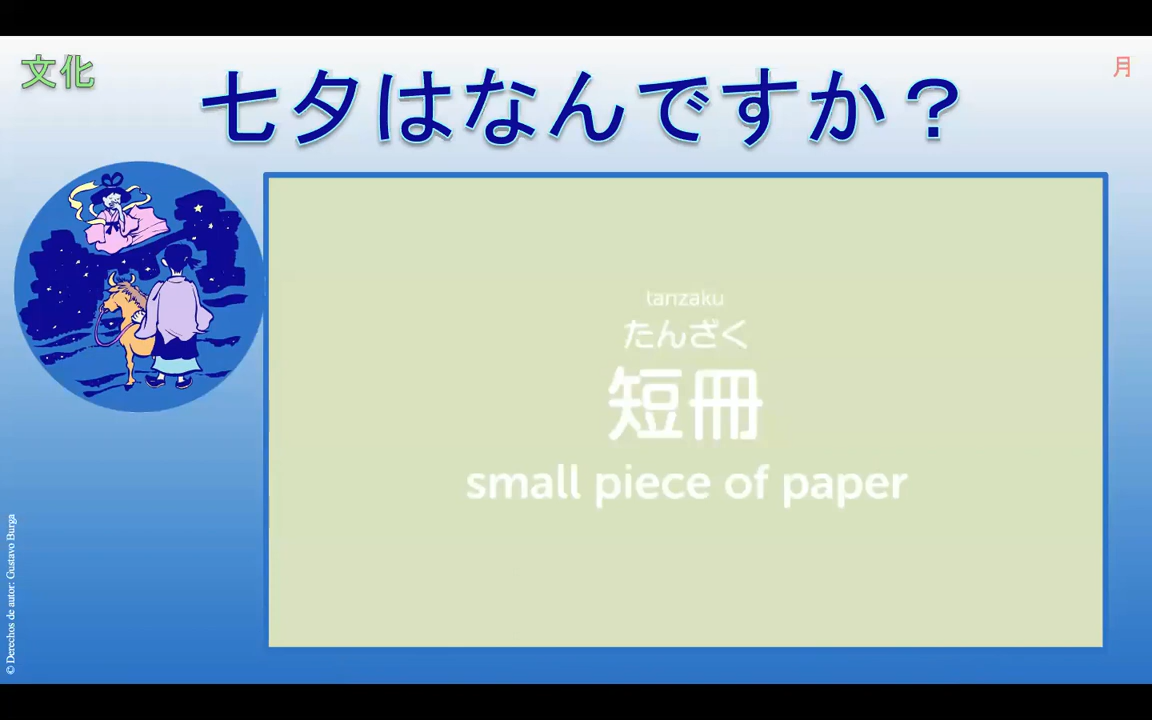 文化
月
七夕はなんですか？
tanzaku
たんざく
短冊
small piece of paper
© Derechos de autor: Gustavo Burga